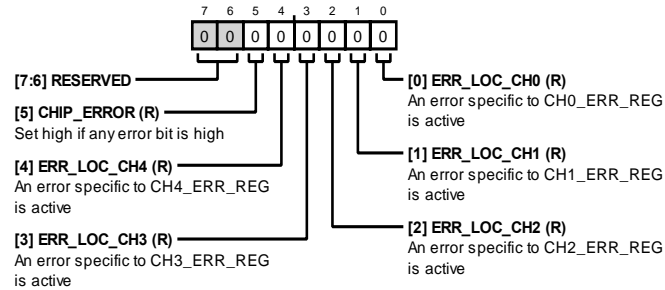 7 6 5 4 3 2 1 0
0 0 0 0 0 0 0 0
[7:6] RESERVED
[5] CHIP_ERROR (R)
Set high if any error bit is high
[4] ERR_LOC_CH4 (R)
An error specific to CH4_ERR_REG
is active
[3] ERR_LOC_CH3 (R)
An error specific to CH3_ERR_REG
is active
[0] ERR_LOC_CH0 (R)
An error specific to CH0_ERR_REG
is active
[1] ERR_LOC_CH1 (R)
An error specific to CH1_ERR_REG
is active
[2] ERR_LOC_CH2 (R)
An error specific to CH2_ERR_REG
is active